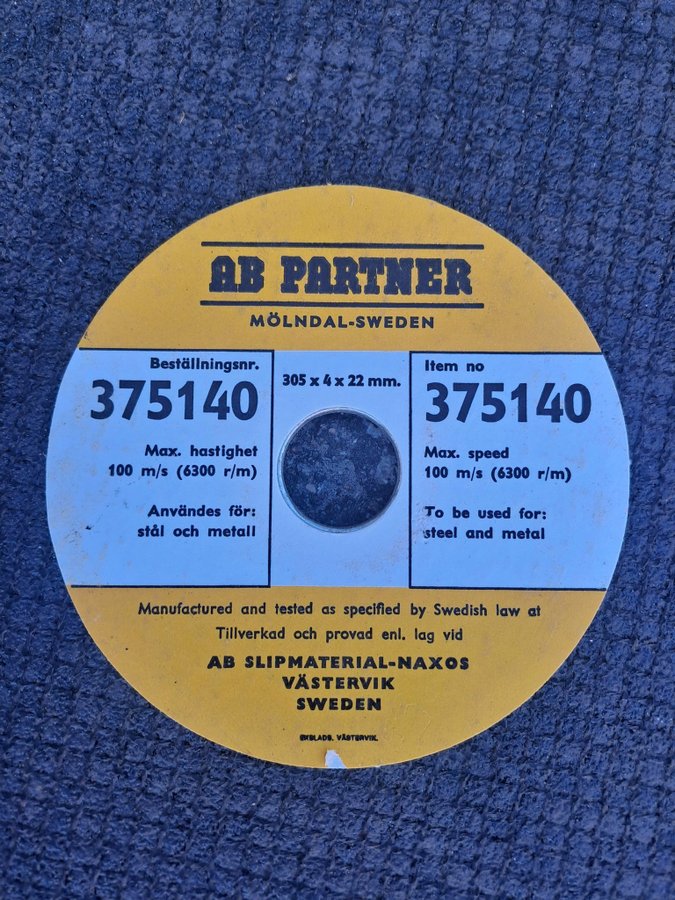 AB PARTNER
MÖLNDAL-SWEDEN
Beställningsnr.
375140
Max. hastighet
100 m/s (6300 r/m)
Användes för:
stål och metall
305 x 4 x 22 mm.
Item no
375140
Max. speed
100 m/s (6300 r/m)
To be used for:
steel and metal
Manufactured and tested as specified by Swedish law at
Tillverkad och provad enl. lag vid
AB SLIPMATERIAL-NAXOS
VÄSTERVIK
SWEDEN
EKBLADS, VÄSTERVIK.